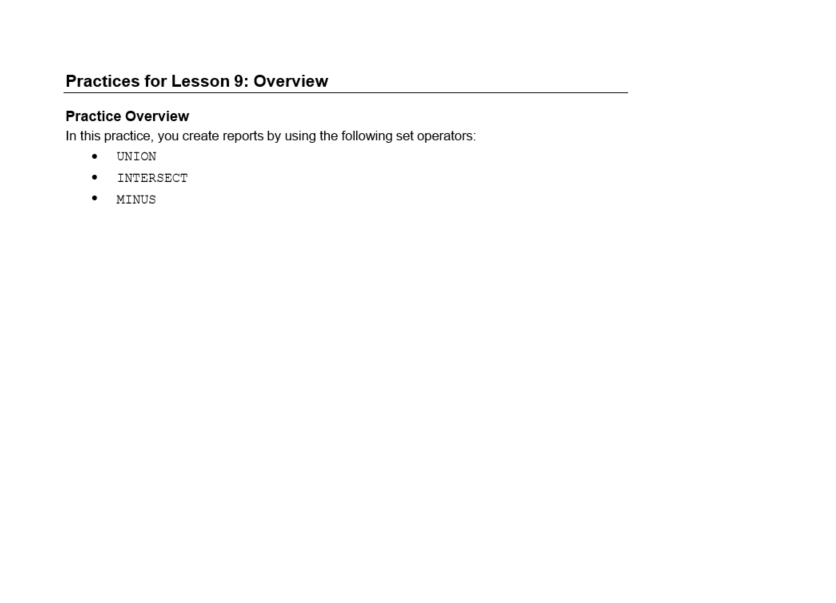 Practices for Lesson 9: Overview
Practice Overview
In this practice, you create reports by using the following set operators:
• UNION
• INTERSECT
• MINUS